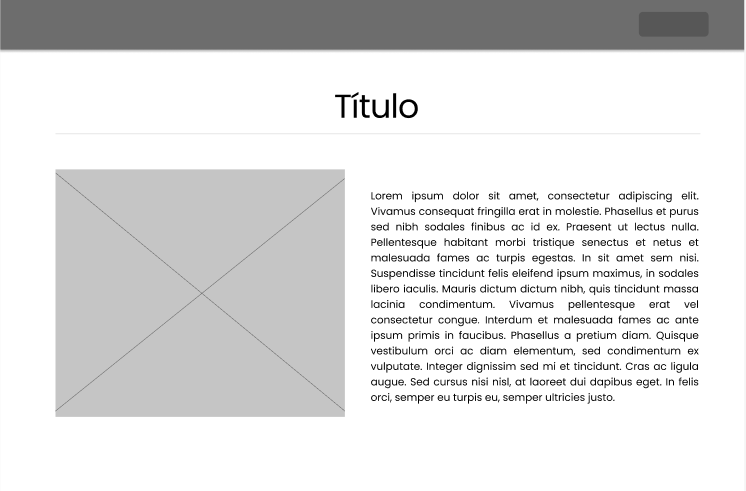 Título
Lorem ipsum dolor sit amet, consectetur adipiscing elit.
Vivamus consequat fringilla erat in molestie. Phasellus et purus
sed nibh sodales finibus ac id ex. Praesent ut lectus nulla.
Pellentesque habitant morbi tristique senectus et netus et
malesuada fames ac turpis egestas. In sit amet sem nisi.
Suspendisse tincidunt felis eleifend ipsum maximus, in sodales
libero iaculis. Mauris dictum dictum nibh, quis tincidunt massa
lacinia condimentum. Vivamus pellentesque erat vel
consectetur congue. Interdum et malesuada fames ac ante
ipsum primis in faucibus. Phasellus a pretium diam. Quisque
vestibulum orci ac diam elementum, sed condimentum ex
vulputate. Integer dignissim sed mi et tincidunt. Cras ac ligula
augue. Sed cursus nisi nisl, at laoreet dui dapibus eget. In felis
orci, semper eu turpis eu, semper ultricies justo.